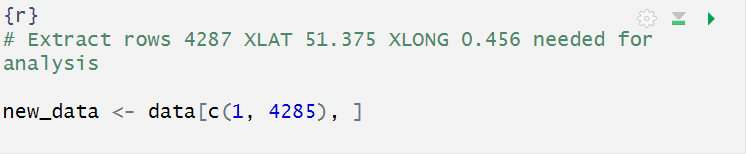 {r}
# Extract rows 4287 XLAT 51.375 XLONG 0.456 needed for
analysis
new_data <- data[c(1, 4285), ]